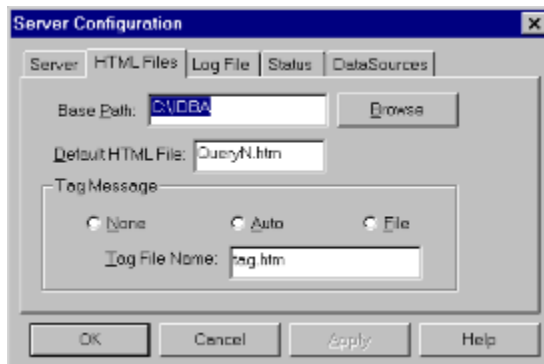 Server Configuration
Server HTML Files Log File Status DataSources
Base Path: C:\IDBA Browse
Default HTML File: QueryN.htm
Tag Message
None Auto File
Tag File Name: tag.htm
OK Cancel Apply Help